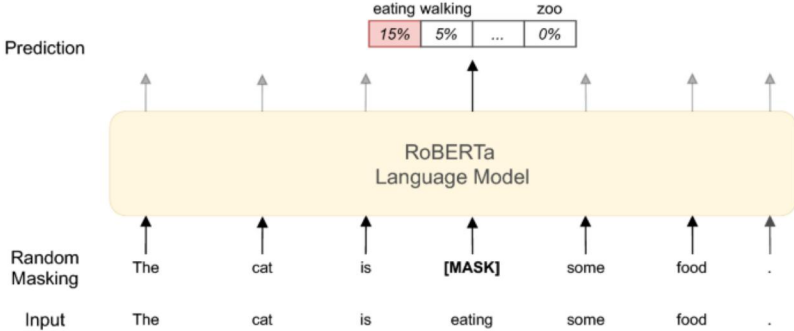 eating walking zoo
Prediction 15% 5% ... 0%
RoBERTa
Language Model
Random
Masking
The cat is [MASK] some food .
Input The cat is eating some food .